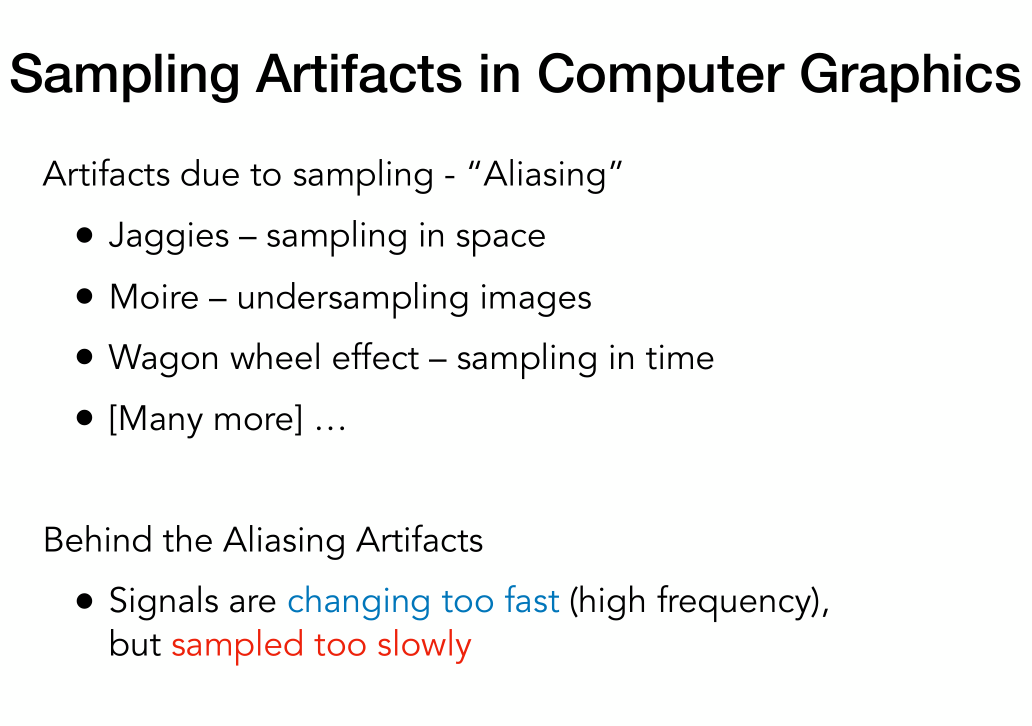 Sampling Artifacts in Computer Graphics
Artifacts due to sampling - “Aliasing”
• Jaggies – sampling in space
• Moire – undersampling images
• Wagon wheel effect – sampling in time
• [Many more] …
Behind the Aliasing Artifacts
• Signals are changing too fast (high frequency),
but sampled too slowly